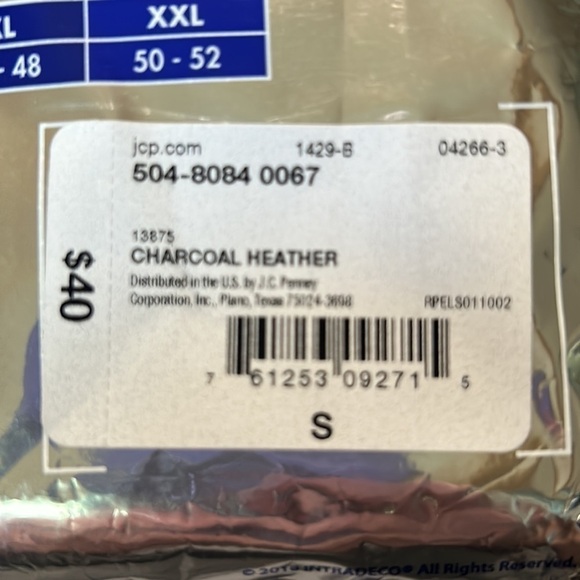 XL XXL
- 48 50 - 52
jcp.com 1429-B 04266-3
504-8084 0067
13875
CHARCOAL HEATHER
Distributed in the U.S. by J.C. Penney
Corporation, Inc., Plano, Texas 75024-3698 RPELS011002
$40
7 61253 09271 5
S
INTRADECO® All Rights Reserved.